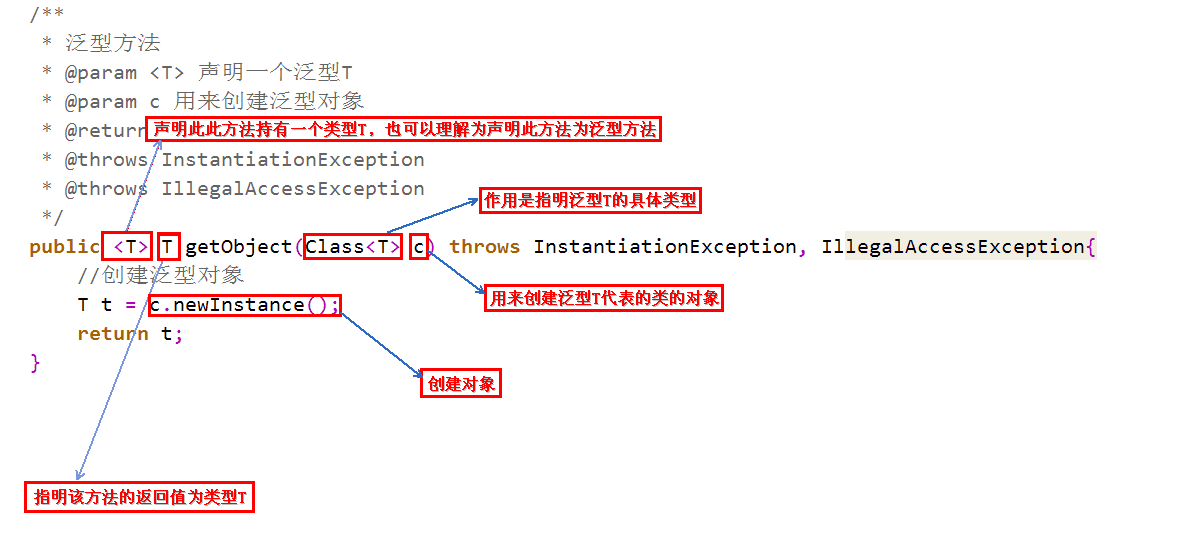 /**
* 泛型方法
* @param <T> 声明一个泛型T
* @param c 用来创建泛型对象
* @return 声明此此方法持有一个类型T，也可以理解为声明此方法为泛型方法
* @throws InstantiationException
* @throws IllegalAccessException
作用是指明泛型T的具体类型
*/
public <T> T getObject(Class<T> c) throws InstantiationException, IllegalAccessException{
//创建泛型对象
用来创建泛型T代表的类的对象
T t = c.newInstance();
return t;
}
创建对象
指明该方法的返回值为类型T